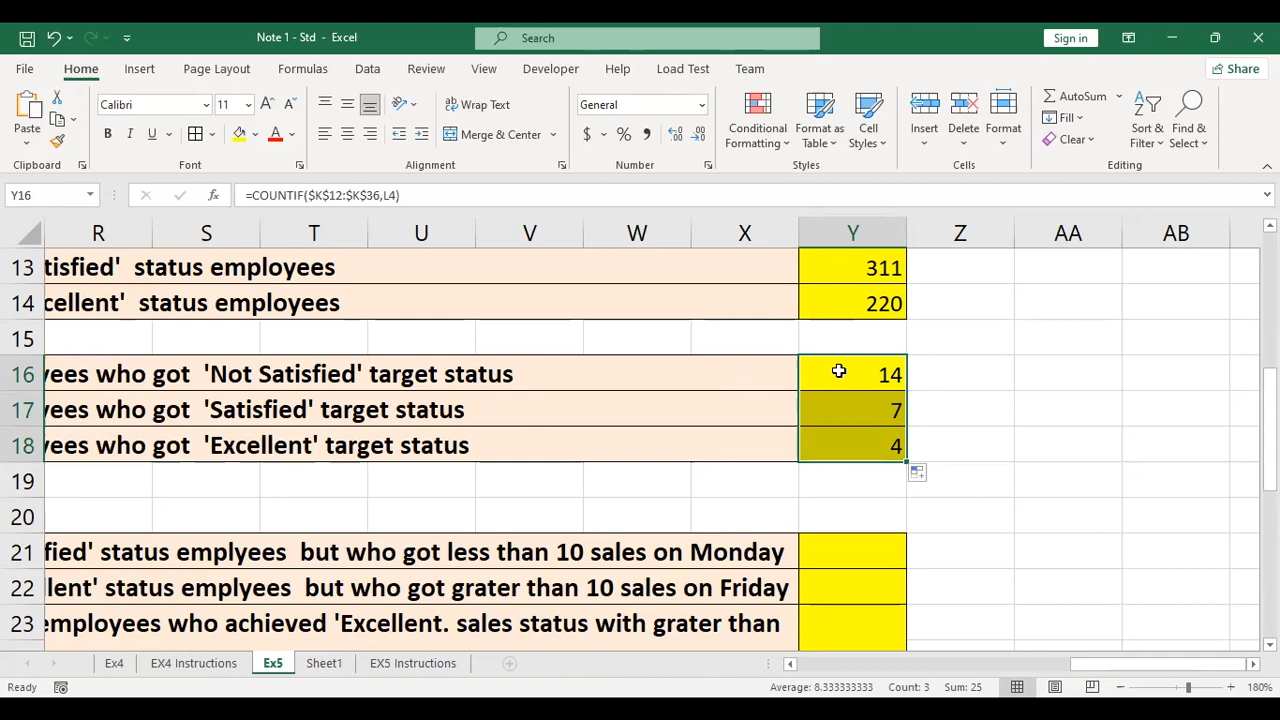 Note 1 - Std - Excel
Search
Sign in
File Home Insert Page Layout Formulas Data Review View Developer Help Load Test Team
Share
Calibri 11 A A Wrap Text General AutoSum
Paste B I U A Merge & Center $ % , Conditional Formatting Format as Table Cell Styles Insert Delete Format Fill Clear Sort & Filter Find & Select
Clipboard Font Alignment Number Styles Cells Editing
Y16 fx =COUNTIF($K$12:$K$36,L4)
R S T U V W X Y Z AA AB
13 tisfied' status employees 311
14 cellent' status employees 220
15
16 yees who got 'Not Satisfied' target status 14
17 yees who got 'Satisfied' target status 7
18 yees who got 'Excellent' target status 4
19
20
21 fied' status emplyees but who got less than 10 sales on Monday
22 llent' status emplyees but who got grater than 10 sales on Friday
23 employees who achieved 'Excellent. sales status with grater than
Ex4 EX4 Instructions Ex5 Sheet1 EX5 Instructions
Ready Average: 8.333333333 Count: 3 Sum: 25 180%